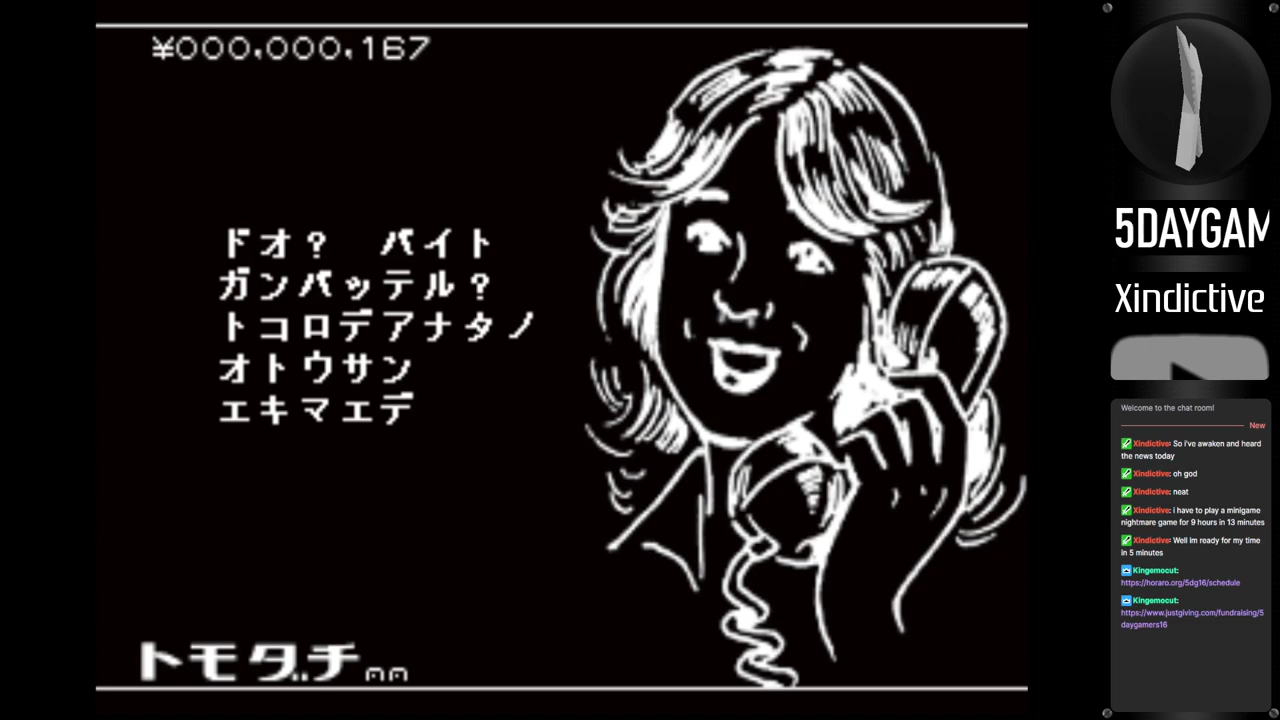 ¥000,000,167
ドオ? バイト
ガンバッテル?
トコロデアナタノ
オトウサン
エキマエデ
トモダチ
5DAYGAM
Xindictive
Welcome to the chat room!
New
Xindictive: So i've awaken and heard
the news today
Xindictive: oh god
Xindictive: neat
Xindictive: i have to play a minigame
nightmare game for 9 hours in 13 minutes
Xindictive: Well Im ready for my time
in 5 minutes
Kingemocut:
https://horaro.org/5dg16/schedule
Kingemocut:
https://www.justgiving.com/fundraising/5
daygamers16